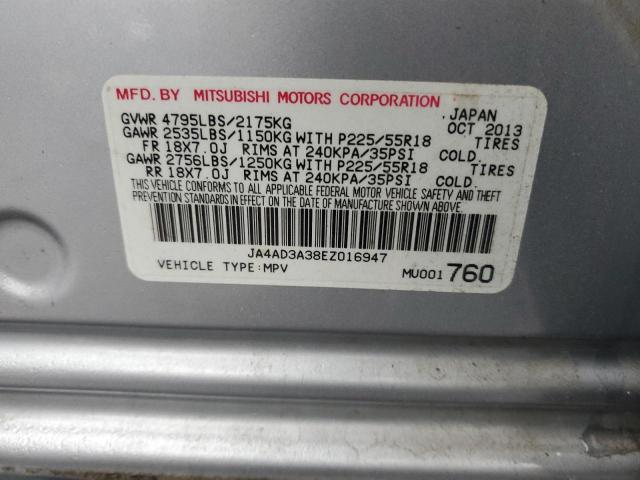 MFD. BY MITSUBISHI MOTORS CORPORATION JAPAN
GVWR 4795LBS/2175KG OCT 2013
GAWR 2535LBS/1150KG WITH P225/55R18 TIRES
FR 18X7.0J RIMS AT 240KPA/35PSI COLD.
GAWR 2756LBS/1250KG WITH P225/55R18 TIRES
RR 18X7.0J RIMS AT 240KPA/35PSI COLD.
THIS VEHICLE CONFORMS TO ALL APPLICABLE FEDERAL MOTOR VEHICLE SAFETY AND THEFT
PREVENTION STANDARDS IN EFFECT ON THE DATE OF MANUFACTURE SHOWN ABOVE.
JA4AD3A38EZ016947
VEHICLE TYPE:MPV MU001 760